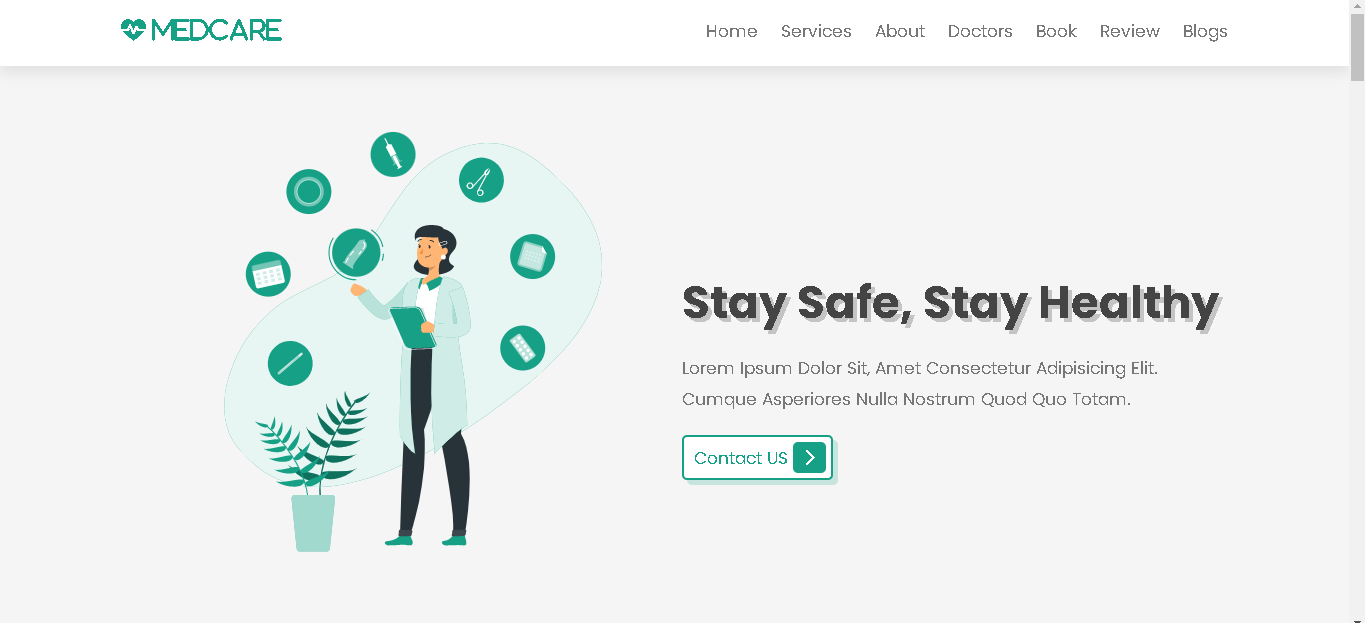 MEDCARE
Home Services About Doctors Book Review Blogs
Stay Safe, Stay Healthy
Lorem Ipsum Dolor Sit, Amet Consectetur Adipisicing Elit.
Cumque Asperiores Nulla Nostrum Quod Quo Totam.
Contact US